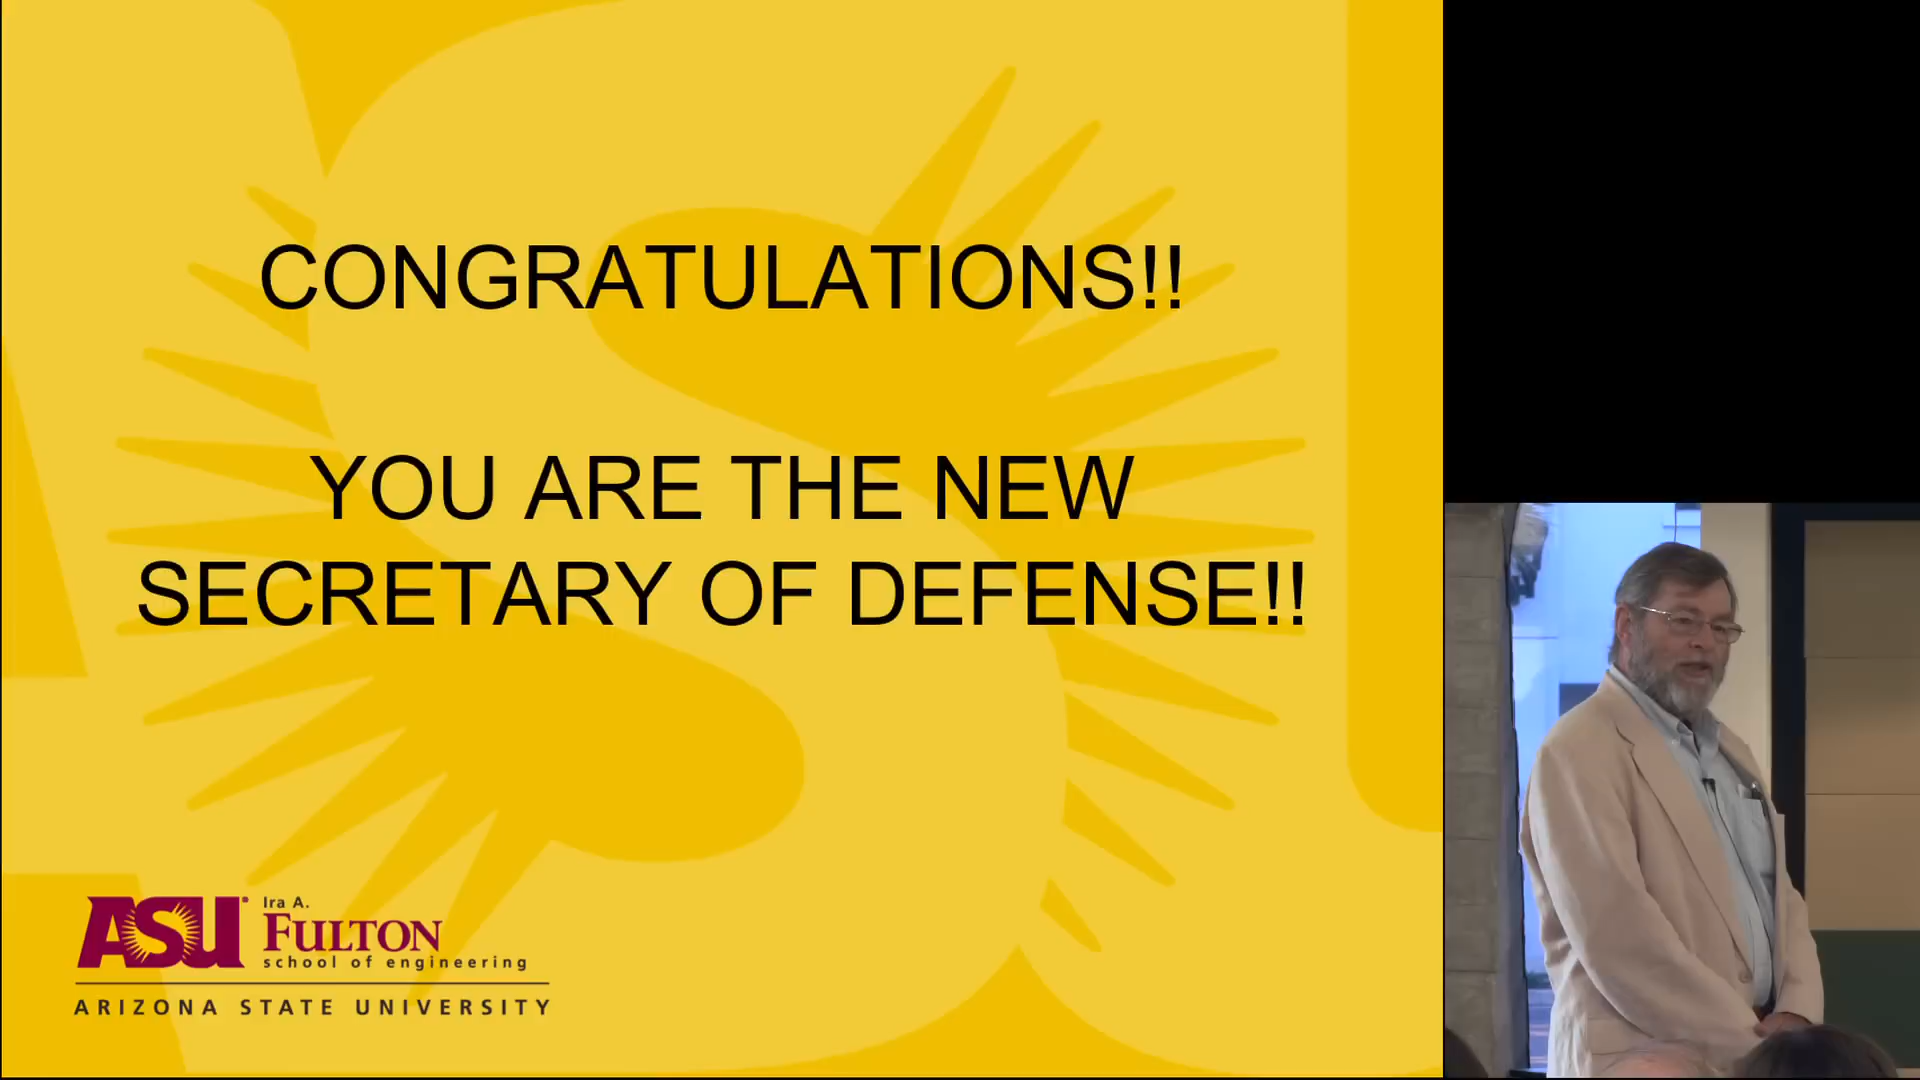 CONGRATULATIONS!!
YOU ARE THE NEW
SECRETARY OF DEFENSE!!
ASU
Ira A.
FULTON
school of engineering
ARIZONA STATE UNIVERSITY